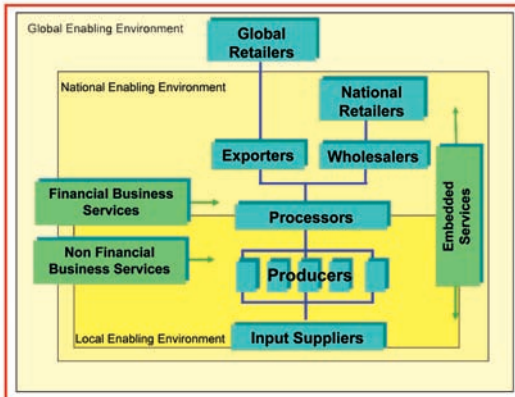 Global Enabling Environment
Global
Retailers
National Enabling Environment
National
Retailers
Exporters
Wholesalers
Financial Business
Services
Processors
Embedded
Services
Non Financial
Business Services
Producers
Local Enabling Environment
Input Suppliers